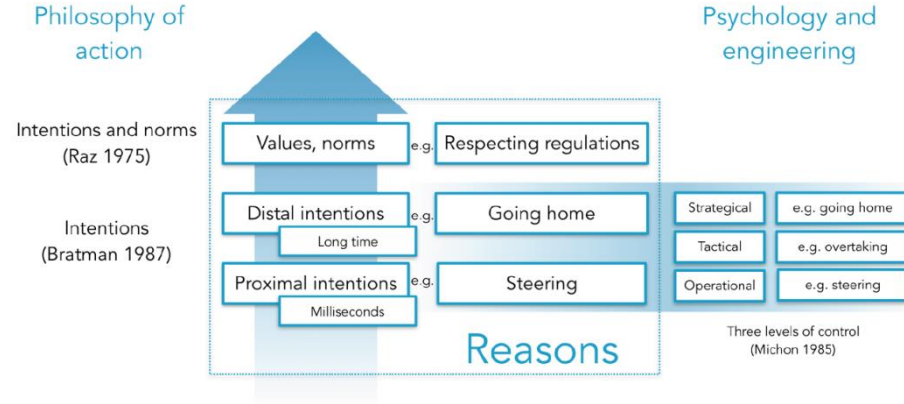 Philosophy of
action
Psychology and
engineering
Intentions and norms
(Raz 1975)
Values, norms
e.g.
Respecting regulations
Intentions
(Bratman 1987)
Distal intentions
e.g.
Going home
Long time
Proximal intentions
e.g.
Steering
Milliseconds
Strategical
e.g. going home
Tactical
e.g. overtaking
Operational
e.g. steering
Three levels of control
(Michon 1985)
Reasons